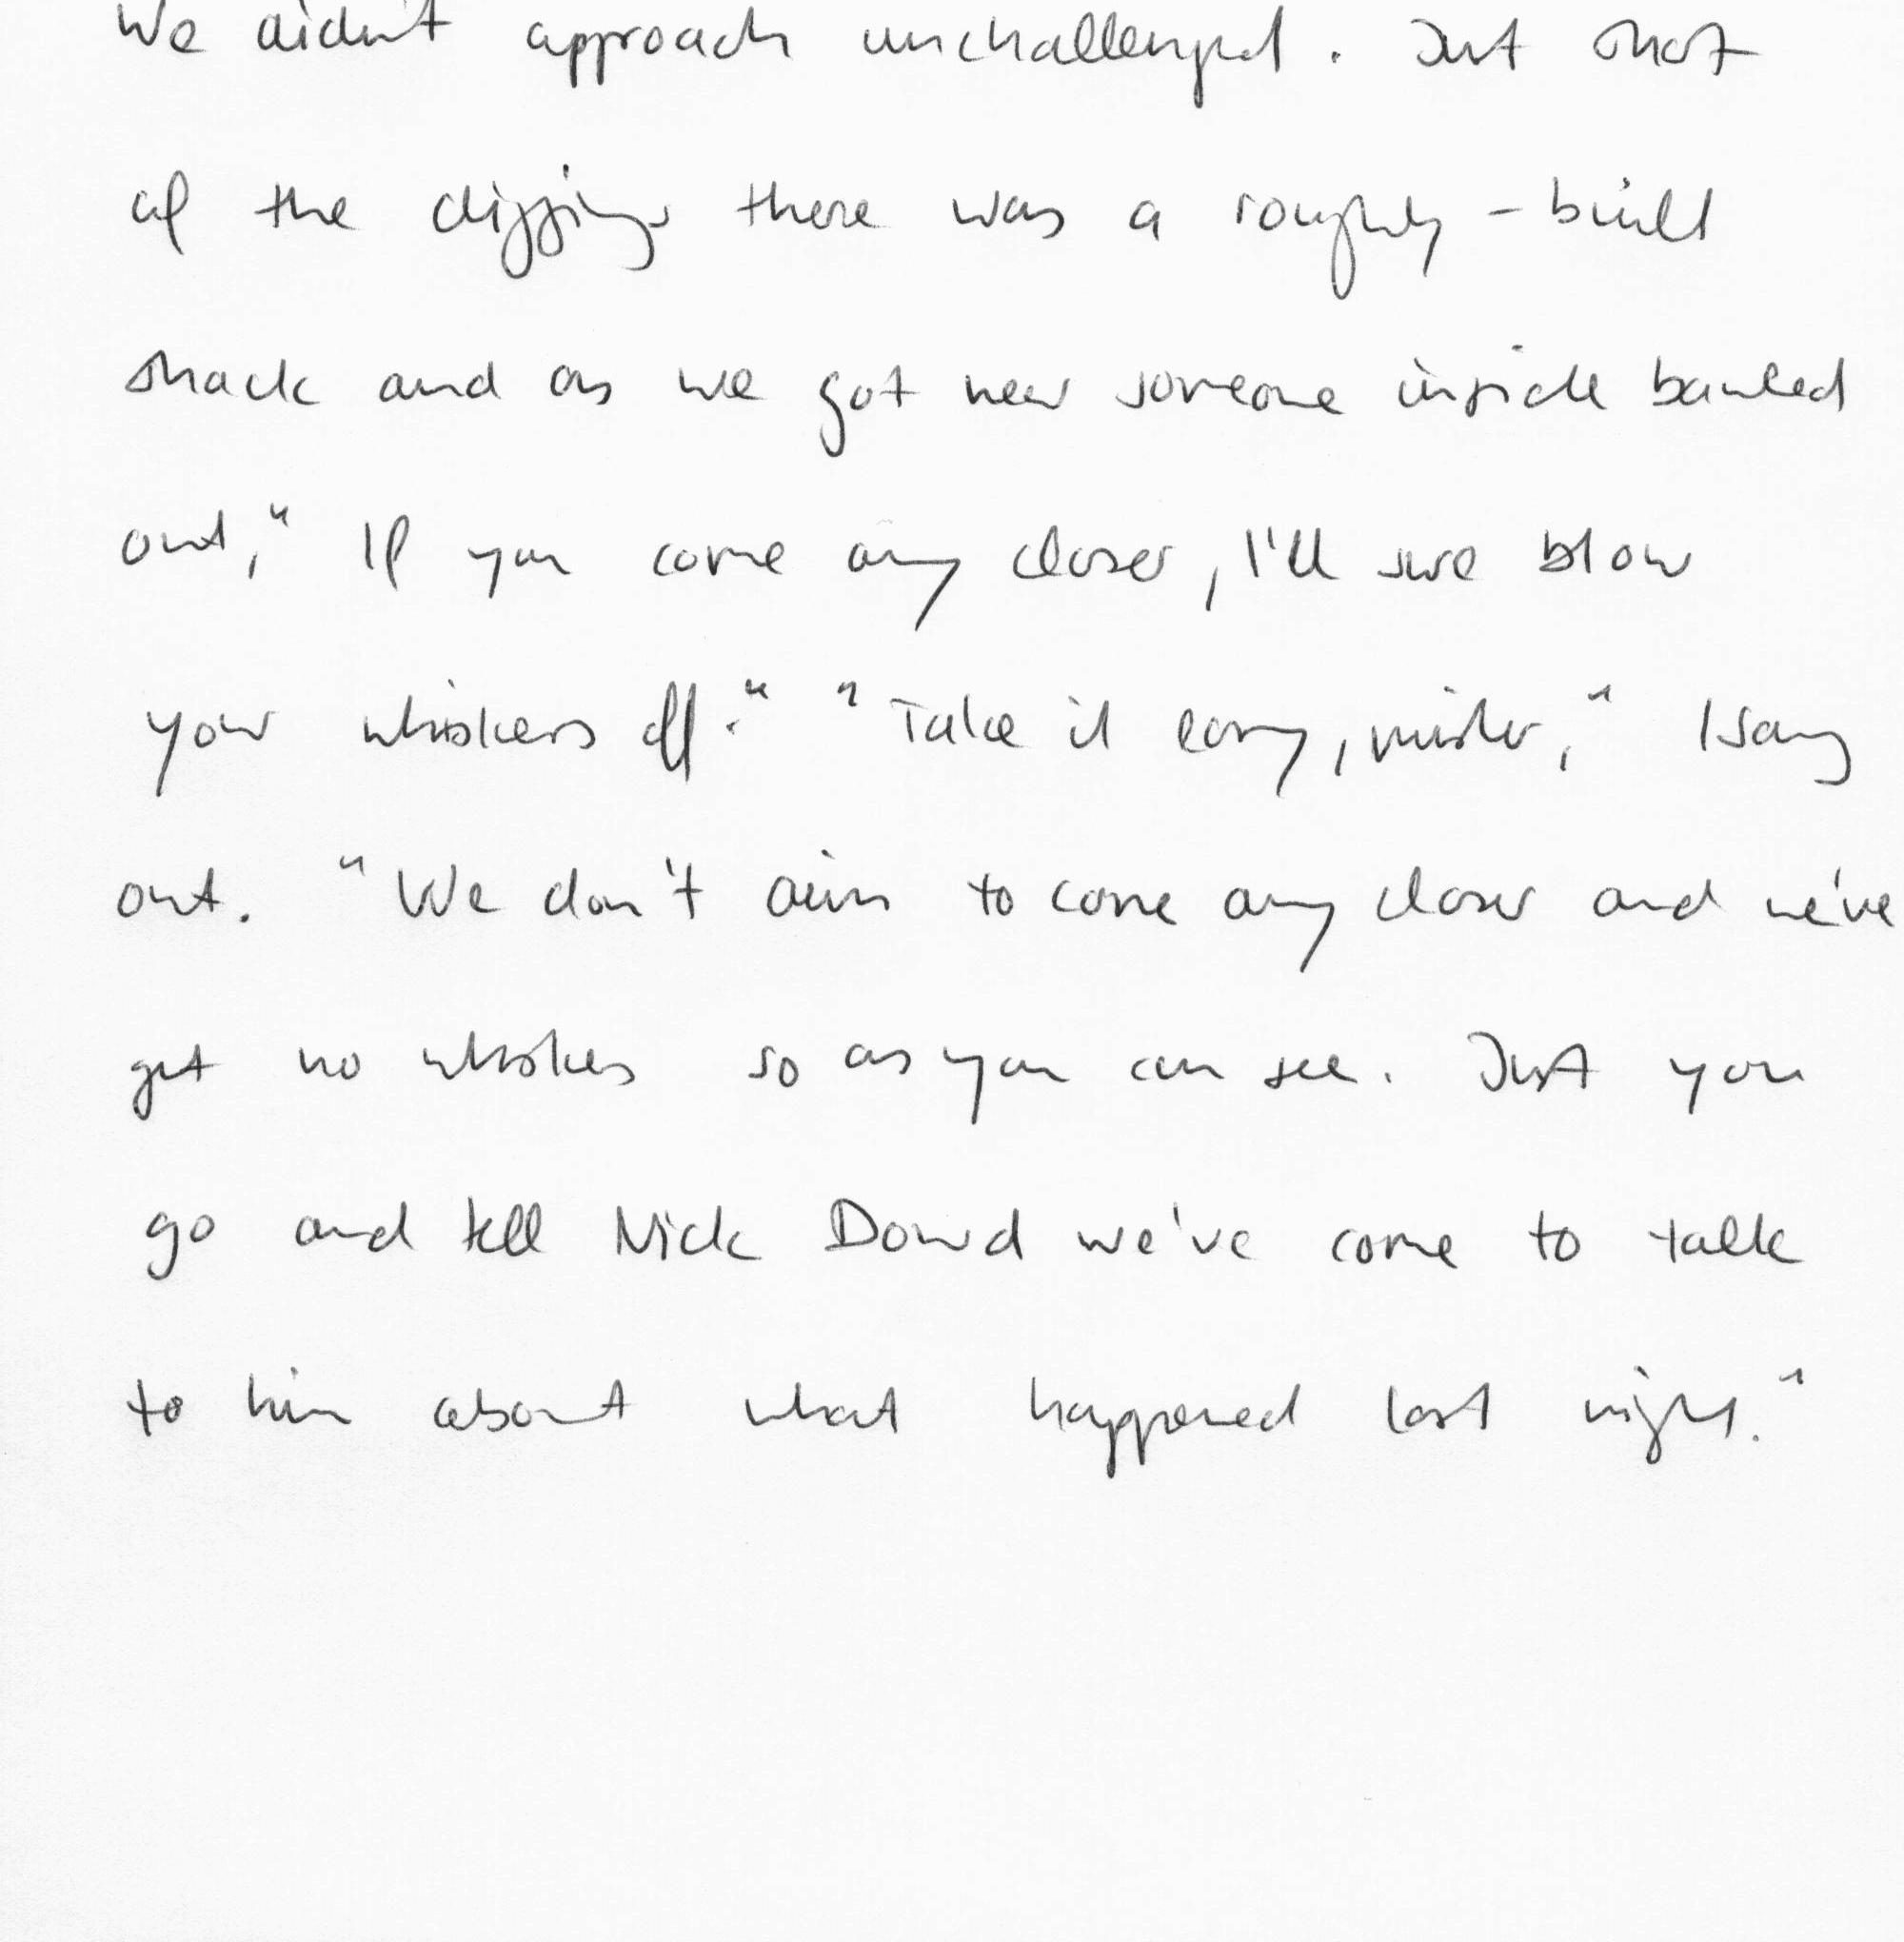 We didn't approach unchallenged. Just short
of the diggings there was a roughly-built
shack and as we got near someone inside bawled
out, "If you come any closer, I'll sure blow
your whiskers off." "Take it easy, mister," I sang
out. "We don't aim to come any closer and we've
got no whiskers so as you can see. Just you
go and tell Nick Dowd we've come to talk
to him about what happened last night."